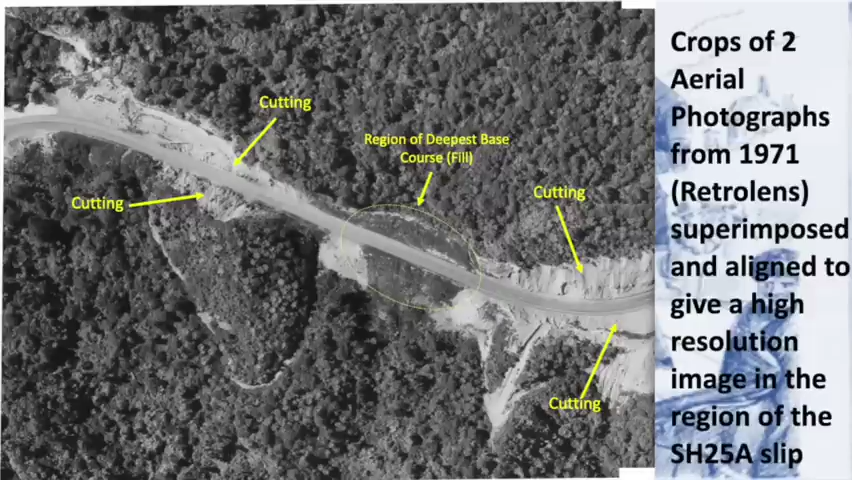 Cutting
Region of Deepest Base
Course (Fill)
Cutting
Cutting
Cutting
Crops of 2
Aerial
Photographs
from 1971
(Retrolens)
superimposed
and aligned to
give a high
resolution
image in the
region of the
SH25A slip